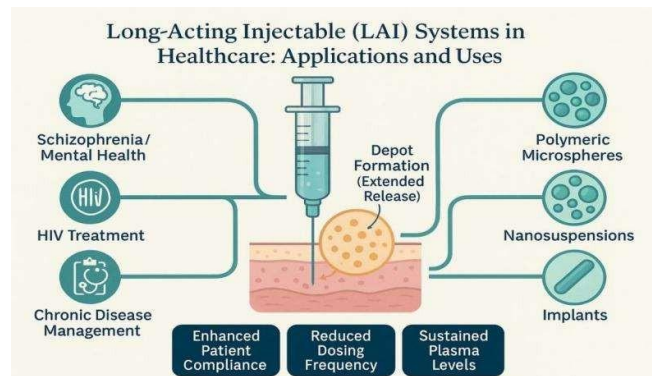 Long-Acting Injectable (LAI) Systems in
Healthcare: Applications and Uses
Schizophrenia/
Mental Health
HIV
HIV Treatment
Chronic Disease
Management
Depot
Formation
(Extended
Release)
Polymeric
Microspheres
Nanosuspensions
Implants
Enhanced
Patient
Compliance
Reduced
Dosing
Frequency
Sustained
Plasma
Levels